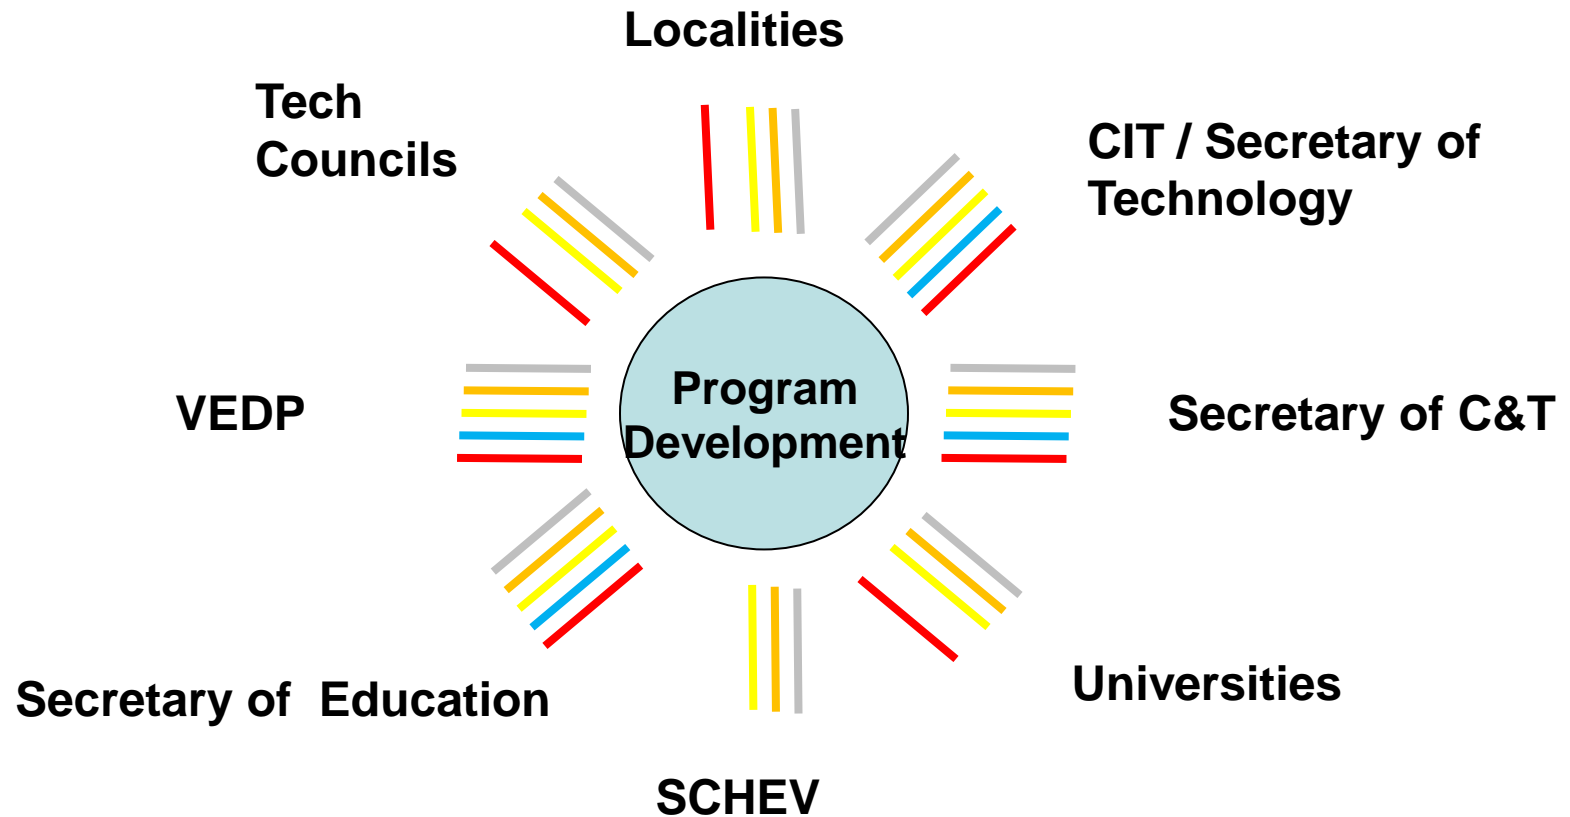 Localities
Tech
Councils
CIT / Secretary of
Technology
Program
Development
VEDP
Secretary of C&T
Secretary of  Education
Universities
SCHEV